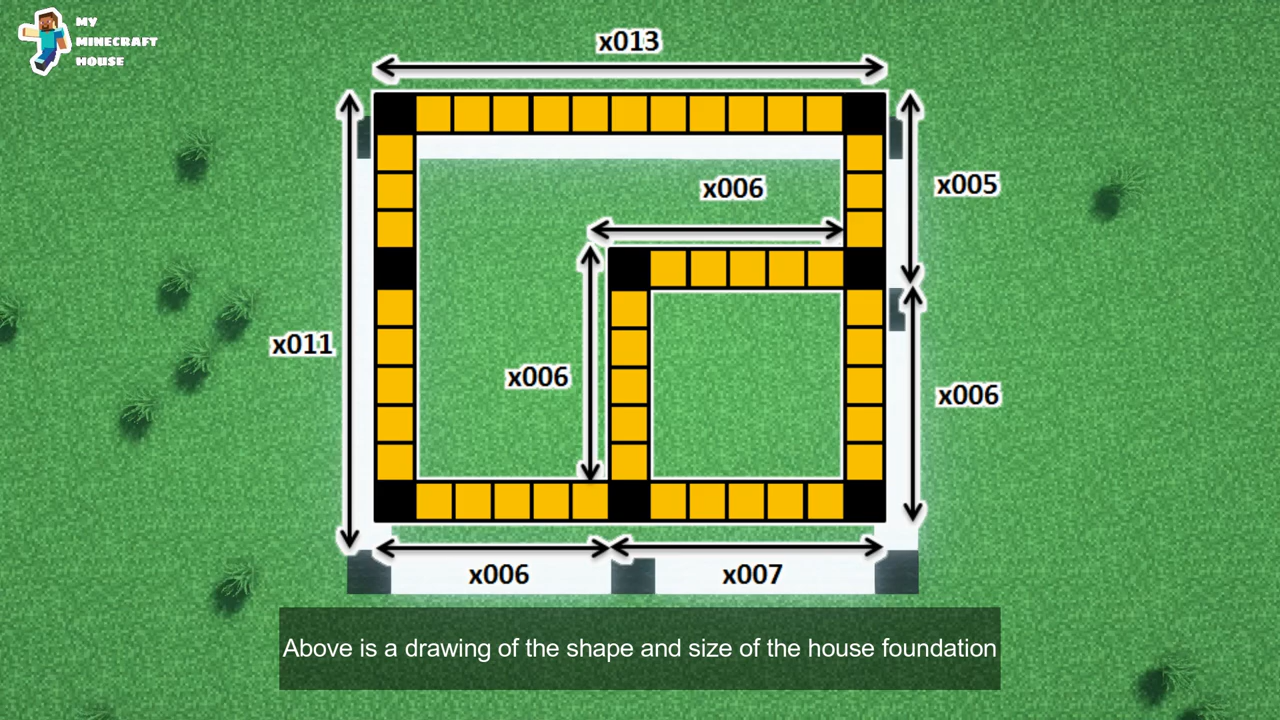 MY
MINECRAFT
HOUSE
x013
x005
x006
x006
x011
x006
x006
x007
Above is a drawing of the shape and size of the house foundation